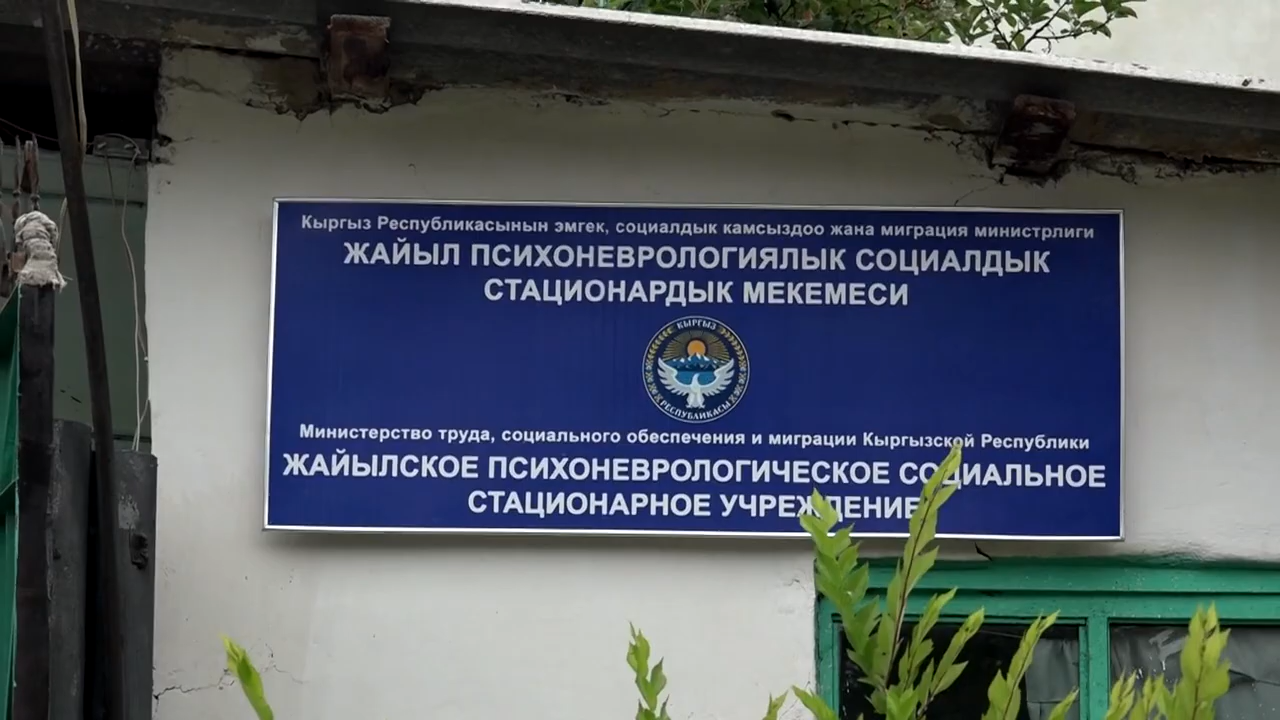 Кыргыз Республикасынын эмгек, социалдык камсыздоо жана миграция министрлиги
ЖАЙЫЛ ПСИХОНЕВРОЛОГИЯЛЫК СОЦИАЛДЫК
СТАЦИОНАРДЫК МЕКЕМЕСИ
КЫРГЫЗ
РЕСПУБЛИКАСЫ
Министерство труда, социального обеспечения и миграции Кыргызской Республики
ЖАЙЫЛСКОЕ ПСИХОНЕВРОЛОГИЧЕСКОЕ СОЦИАЛЬНОЕ
СТАЦИОНАРНОЕ УЧРЕЖДЕНИЕ